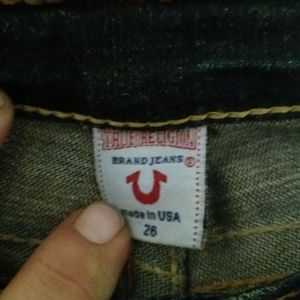 TRUE RELIGION
BRAND JEANS ®
made in USA
26